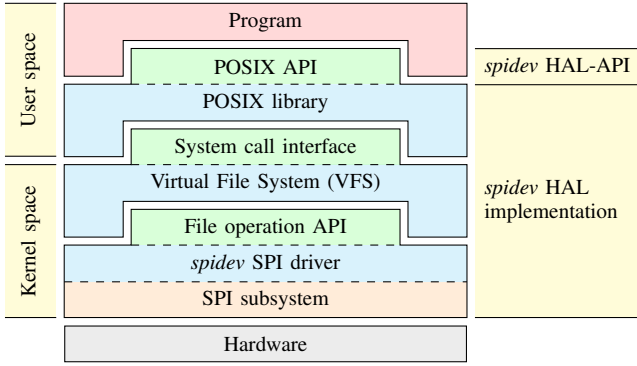 User space
Kernel space
Program
POSIX API
POSIX library
System call interface
Virtual File System (VFS)
File operation API
spidev SPI driver
SPI subsystem
Hardware
spidev HAL-API
spidev HAL
implementation